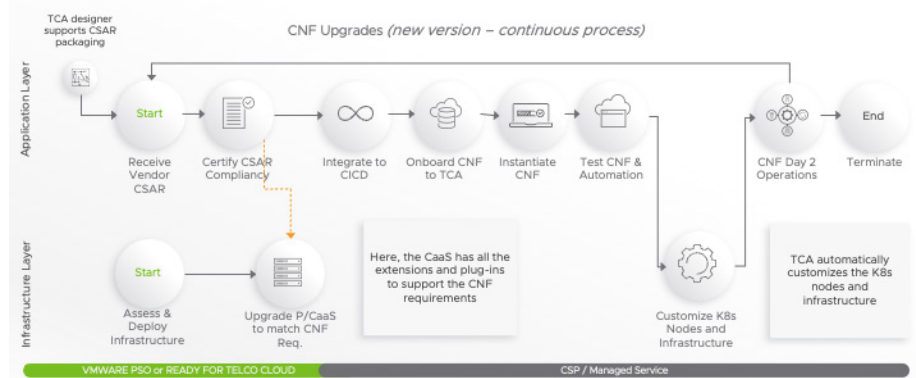 TCA designer
supports CSAR
packaging
CNF Upgrades (new version – continuous process)
Application Layer
Start
End
Receive
Vendor
CSAR
Certify CSAR
Compliancy
Integrate to
CICD
Onboard CNF
to TCA
Instantiate
CNF
Test CNF &
Automation
CNF Day 2
Operations
Terminate
Infrastructure Layer
Start
Assess &
Deploy
Infrastructure
Upgrade P/CaaS
to match CNF
Req.
Here, the CaaS has all the
extensions and plug-ins
to support the CNF
requirements
Customize K8s
Nodes and
Infrastructure
TCA automatically
customizes the K8s
nodes and
infrastructure
VMWARE PSO or READY FOR TELCO CLOUD
CSP / Managed Service